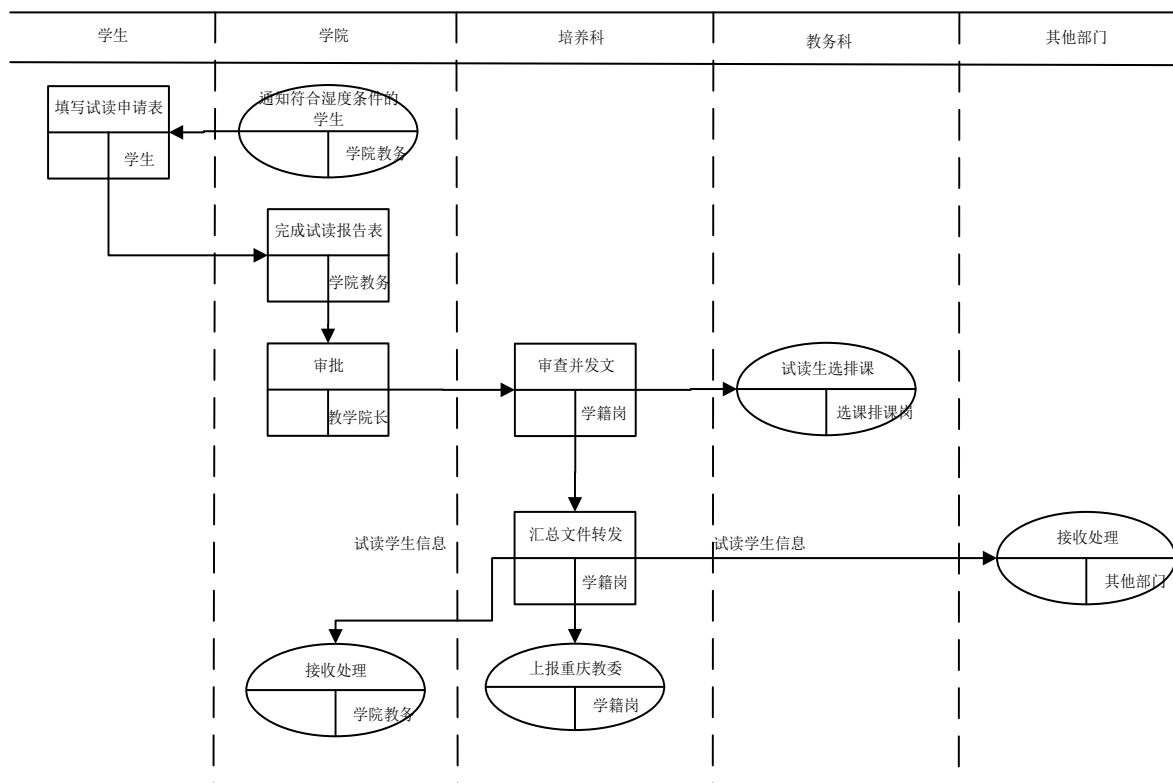 学生
学院
培养科
教务科
其他部门
填写试读申请表
学生
通知符合湿度条件的
学生
学院教务
完成试读报告表
学院教务
审批
教学院长
审查并发文
学籍岗
试读生选排课
选课排课岗
试读学生信息
汇总文件转发
学籍岗
试读学生信息
接收处理
其他部门
接收处理
学院教务
上报重庆教委
学籍岗